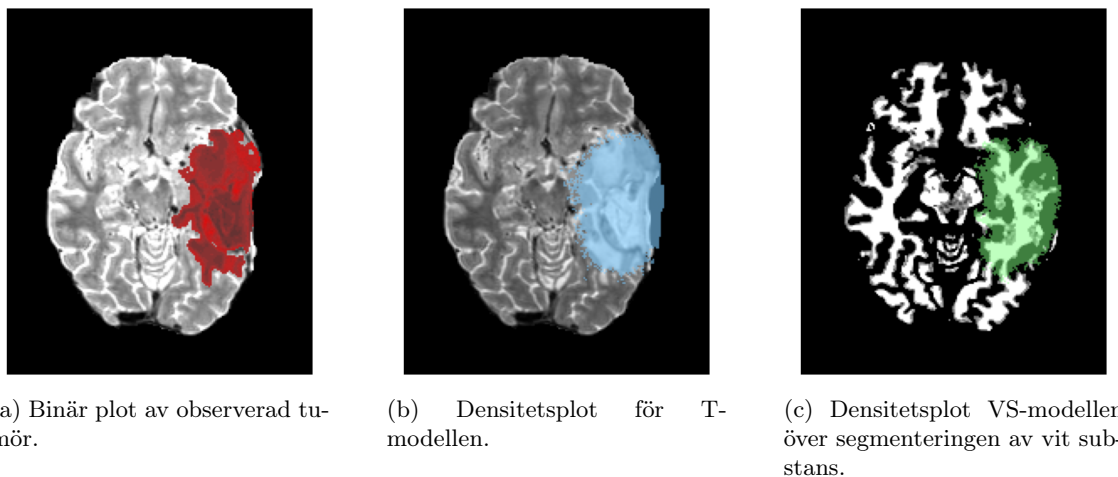 a) Binär plot av observerad tu-
mör.
(b) Densitetsplot för T-
modellen.
(c) Densitetsplot VS-modellen
över segmenteringen av vit sub-
stans.